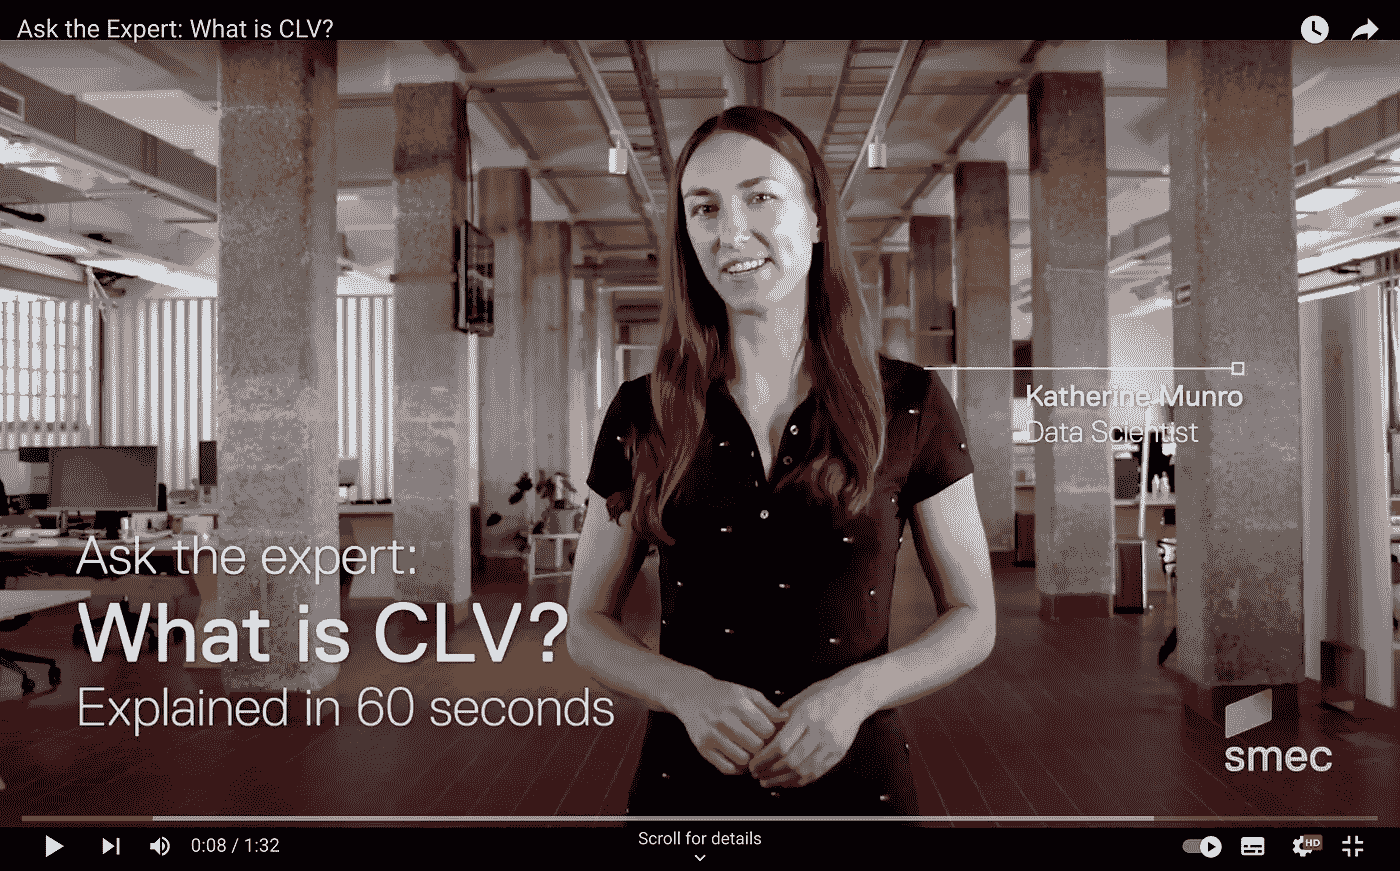 Ask the Expert: What is CLV?
Katherine Munro
Data Scientist
Ask the expert:
What is CLV?
Explained in 60 seconds
smec
0:08 / 1:32
Scroll for details
HD